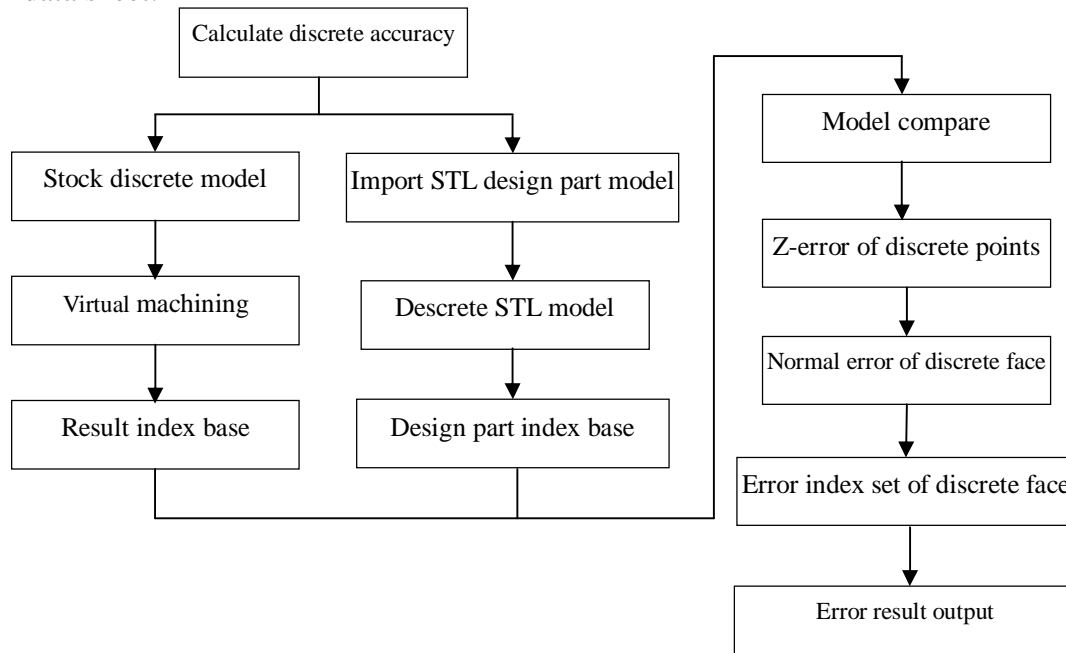 data sheet.
Calculate discrete accuracy
Stock discrete model
Import STL design part model
Virtual machining
Descrete STL model
Result index base
Design part index base
Model compare
Z-error of discrete points
Normal error of discrete face
Error index set of discrete face
Error result output